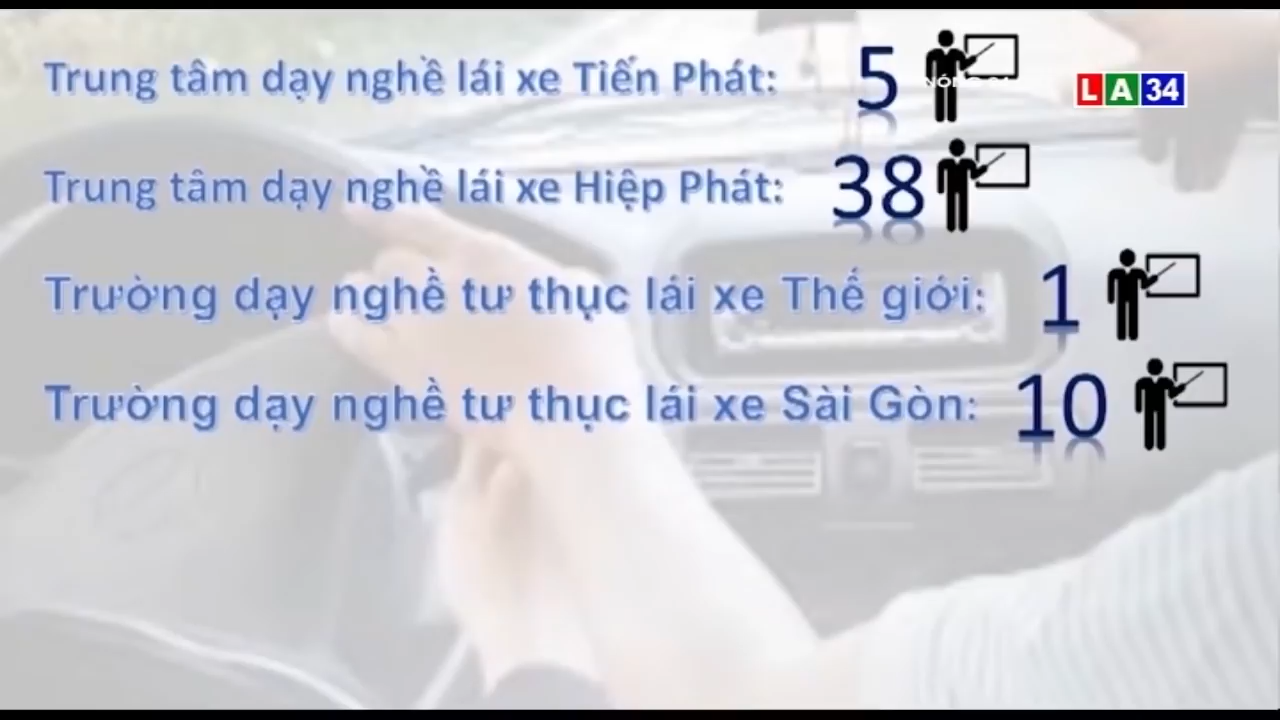 Trung tâm dạy nghề lái xe Tiến Phát: 5
LA34
Trung tâm dạy nghề lái xe Hiệp Phát: 38
Trường dạy nghề tư thục lái xe Thế giới: 1
Trường dạy nghề tư thục lái xe Sài Gòn: 10